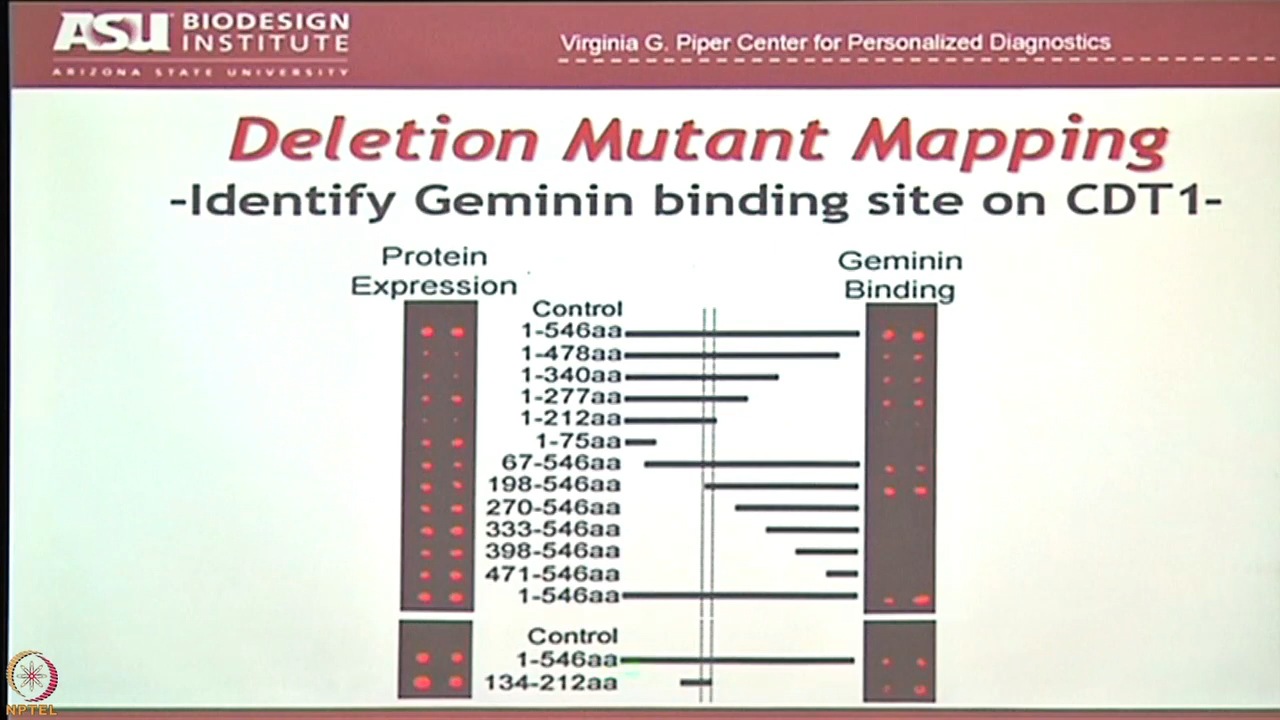 ASU BIODESIGN INSTITUTE
ARIZONA STATE UNIVERSITY
Virginia G. Piper Center for Personalized Diagnostics
Deletion Mutant Mapping
-Identify Geminin binding site on CDT1-
Protein Expression
Geminin Binding
Control
1-546aa
1-478aa
1-340aa
1-277aa
1-212aa
1-75aa
67-546aa
198-546aa
270-546aa
333-546aa
398-546aa
471-546aa
1-546aa
Control
1-546aa
134-212aa
NPTEL